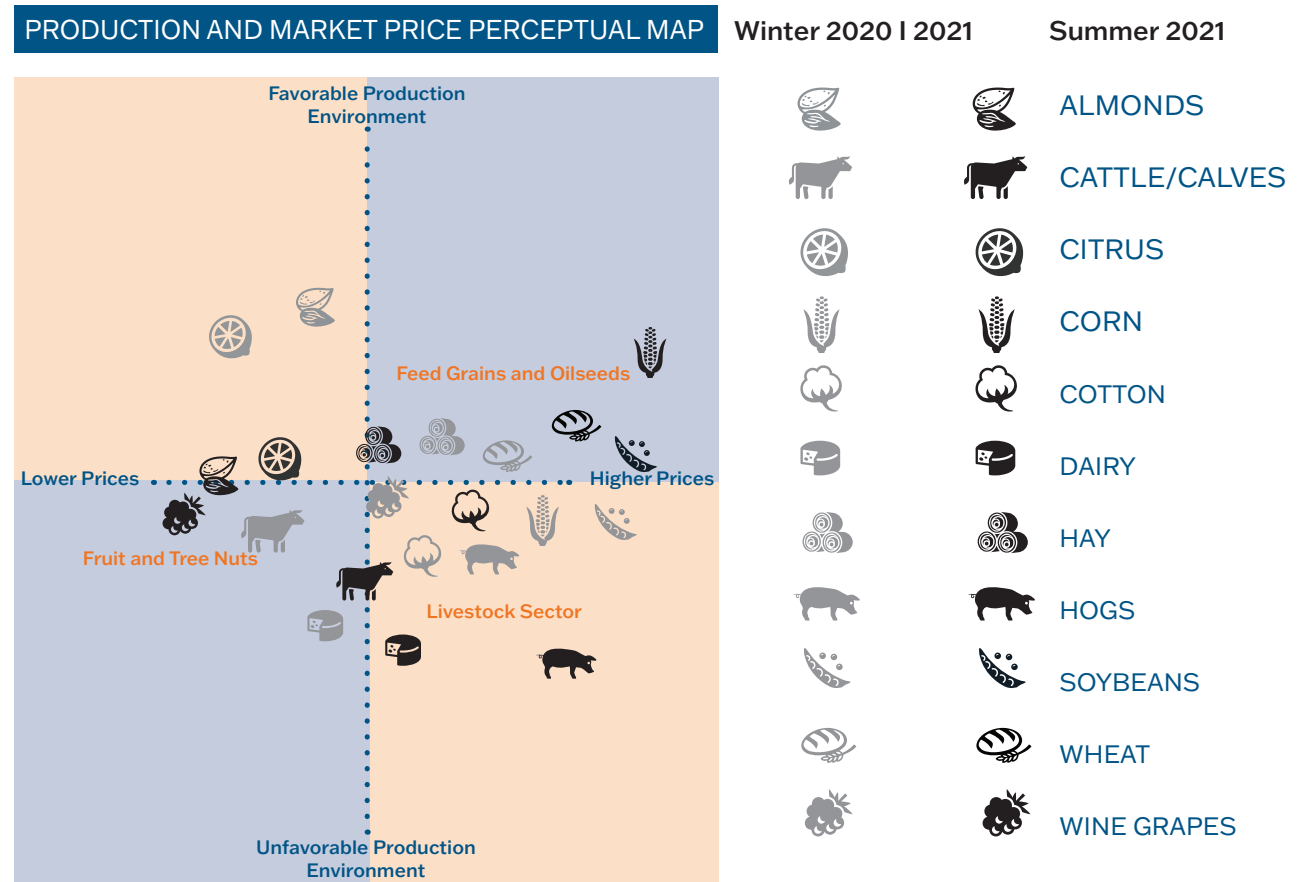 PRODUCTION AND MARKET PRICE PERCEPTUAL MAP
Winter 2020 I 2021
Summer 2021
Favorable Production
Environment
Feed Grains and Oilseeds
Lower Prices
Higher Prices
Fruit and Tree Nuts
Livestock Sector
Unfavorable Production
Environment
ALMONDS
CATTLE/CALVES
CITRUS
CORN
COTTON
DAIRY
HAY
HOGS
SOYBEANS
WHEAT
WINE GRAPES